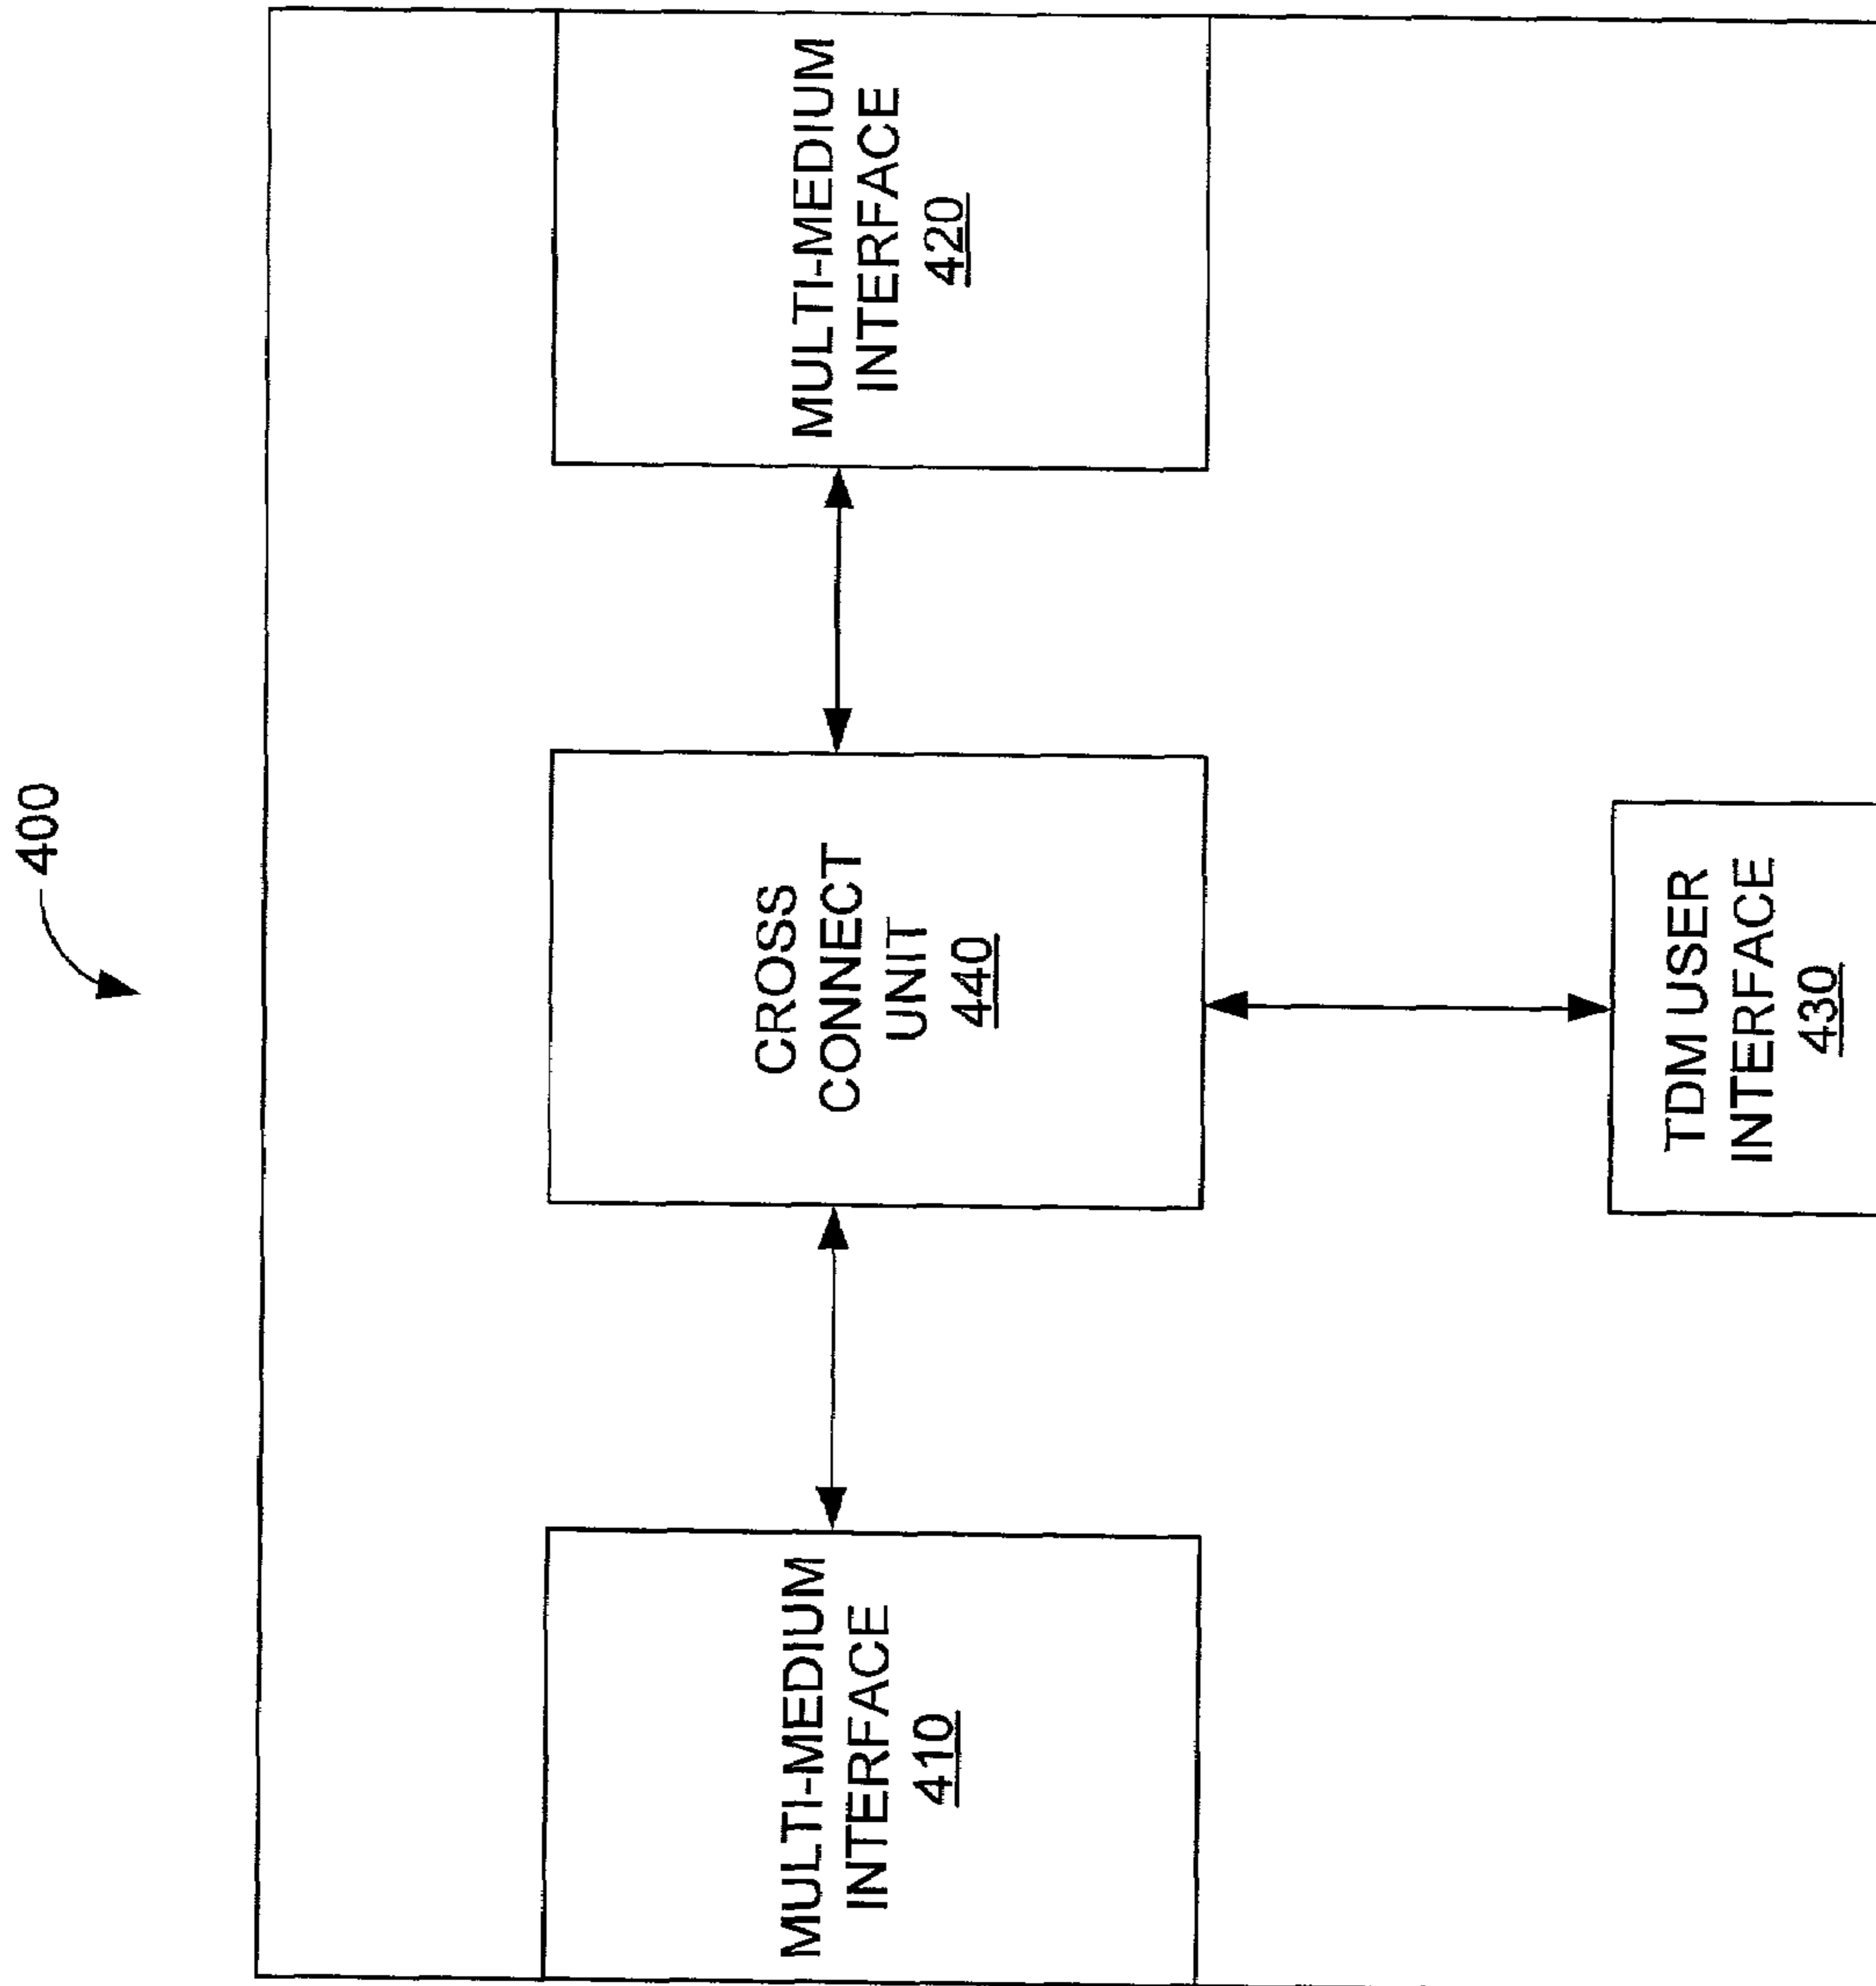 400
MULTI-MEDIUM
INTERFACE
410
CROSS
CONNECT
UNIT
440
MULTI-MEDIUM
INTERFACE
420
TDM USER
INTERFACE
430